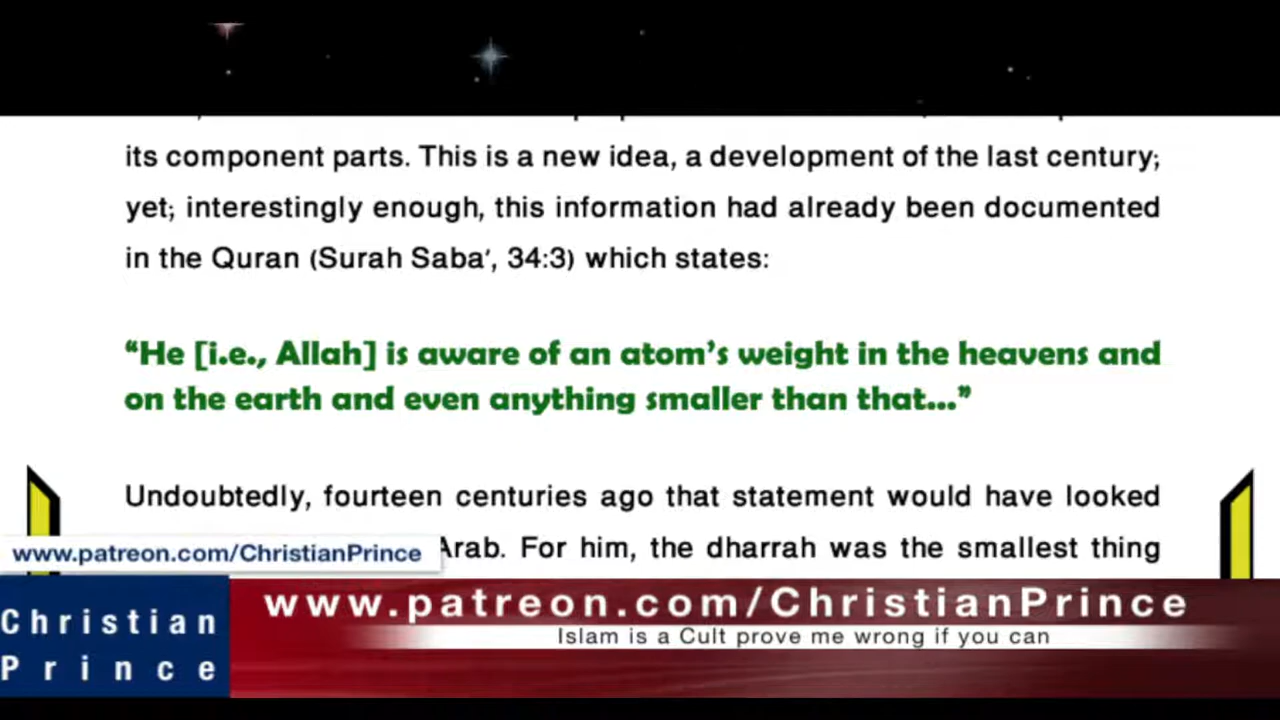 its component parts. This is a new idea, a development of the last century;
yet; interestingly enough, this information had already been documented
in the Quran (Surah Saba’, 34:3) which states:
“He [i.e., Allah] is aware of an atom’s weight in the heavens and
on the earth and even anything smaller than that...”
Undoubtedly, fourteen centuries ago that statement would have looked
Arab. For him, the dharrah was the smallest thing
www.patreon.com/ChristianPrince
www.patreon.com/ChristianPrince
Islam is a Cult prove me wrong if you can
Christian
Prince